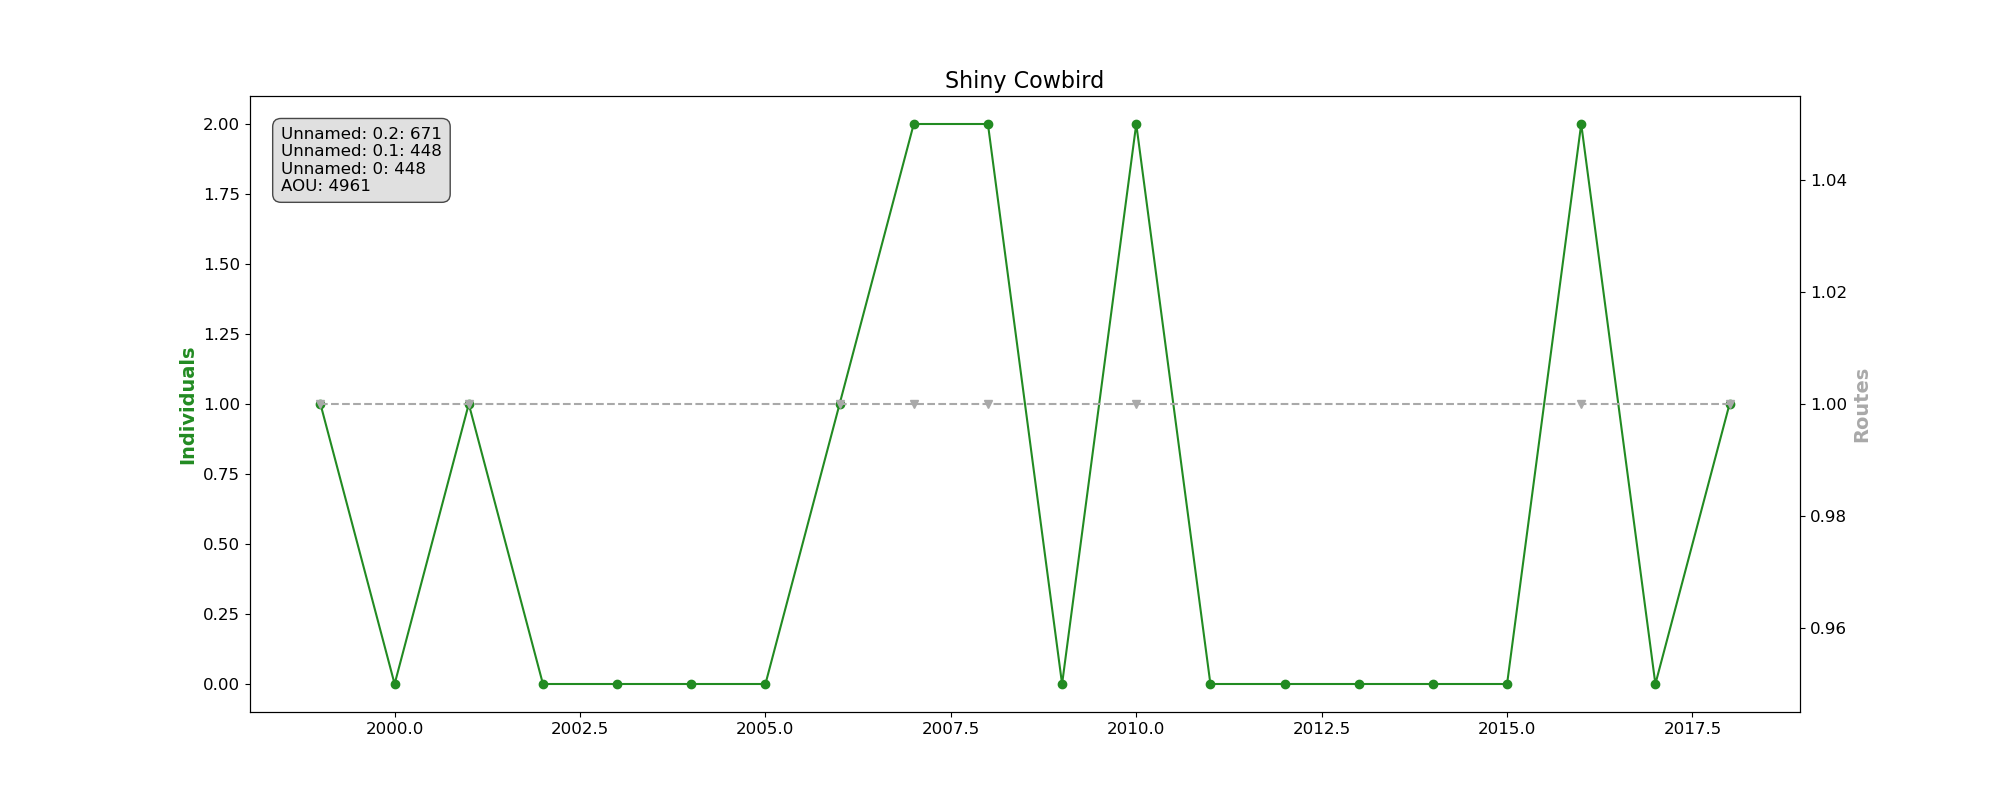 Shiny Cowbird
Unnamed: 0.2: 671
Unnamed: 0.1: 448
Unnamed: 0: 448
AOU: 4961
2.00
1.75
1.50
1.25
1.00
0.75
0.50
0.25
0.00
Individuals
1.04
1.02
1.00
0.98
0.96
Routes
2000.0 2002.5 2005.0 2007.5 2010.0 2012.5 2015.0 2017.5